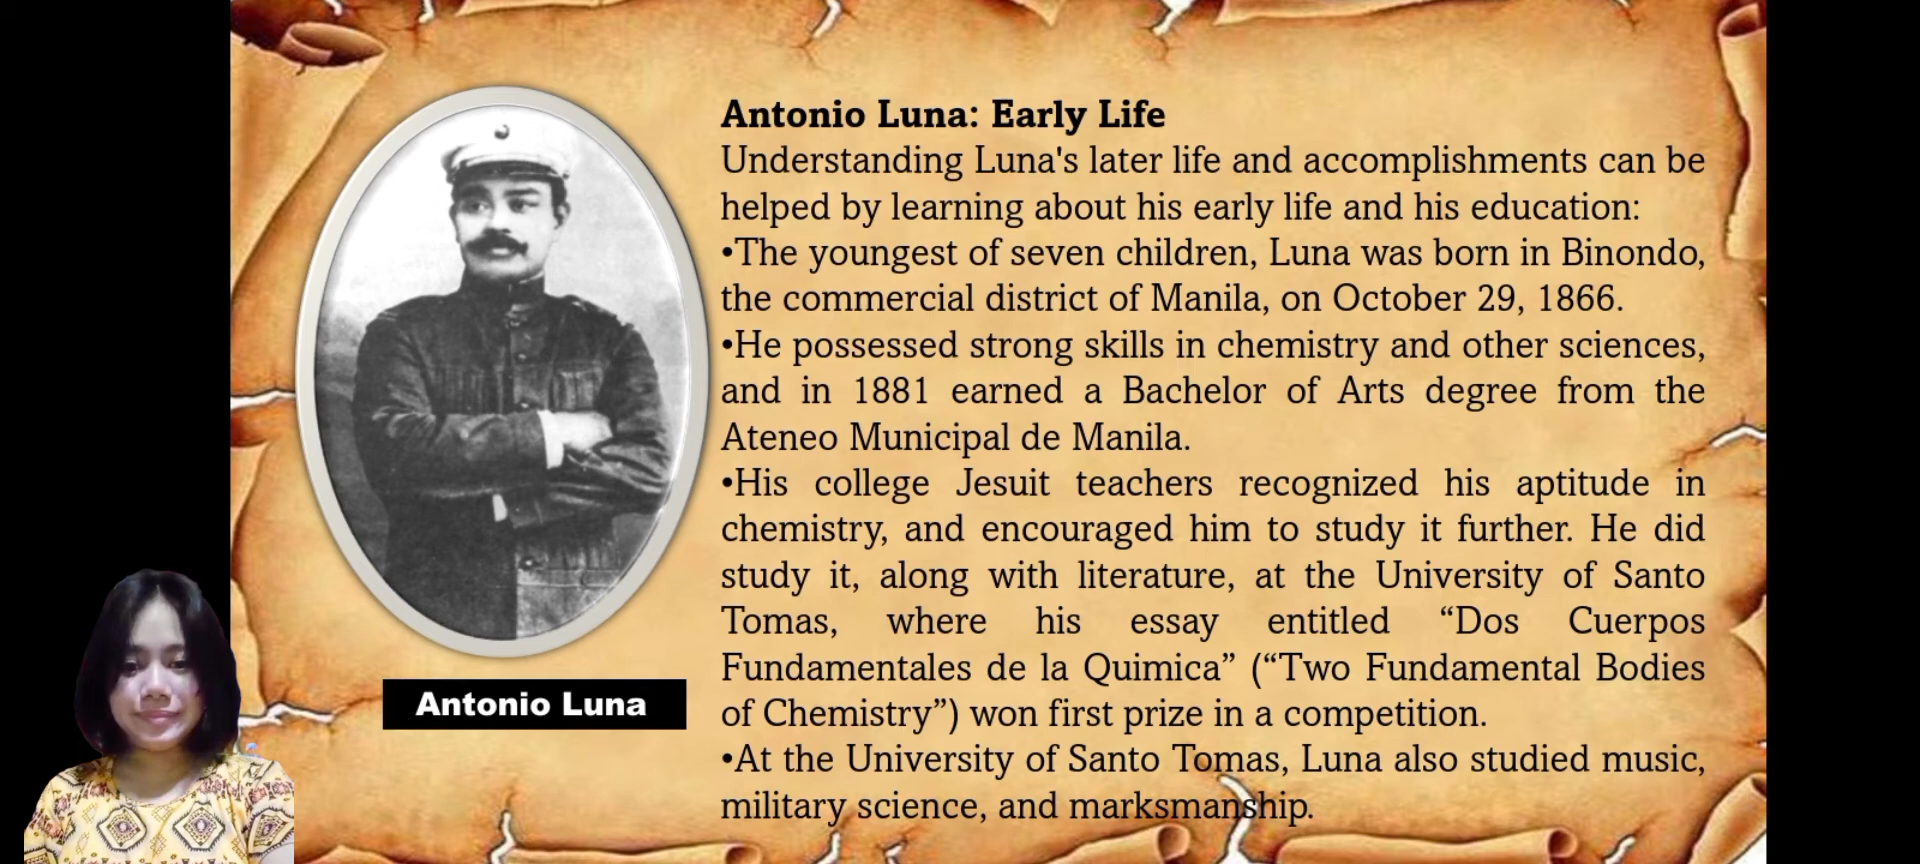 Antonio Luna: Early Life
Understanding Luna's later life and accomplishments can be
helped by learning about his early life and his education:
•The youngest of seven children, Luna was born in Binondo,
the commercial district of Manila, on October 29, 1866.
•He possessed strong skills in chemistry and other sciences,
and in 1881 earned a Bachelor of Arts degree from the
Ateneo Municipal de Manila.
•His college Jesuit teachers recognized his aptitude in
chemistry, and encouraged him to study it further. He did
study it, along with literature, at the University of Santo
Tomas, where his essay entitled “Dos Cuerpos
Fundamentales de la Quimica” (“Two Fundamental Bodies
of Chemistry”) won first prize in a competition.
•At the University of Santo Tomas, Luna also studied music,
military science, and marksmanship.
Antonio Luna